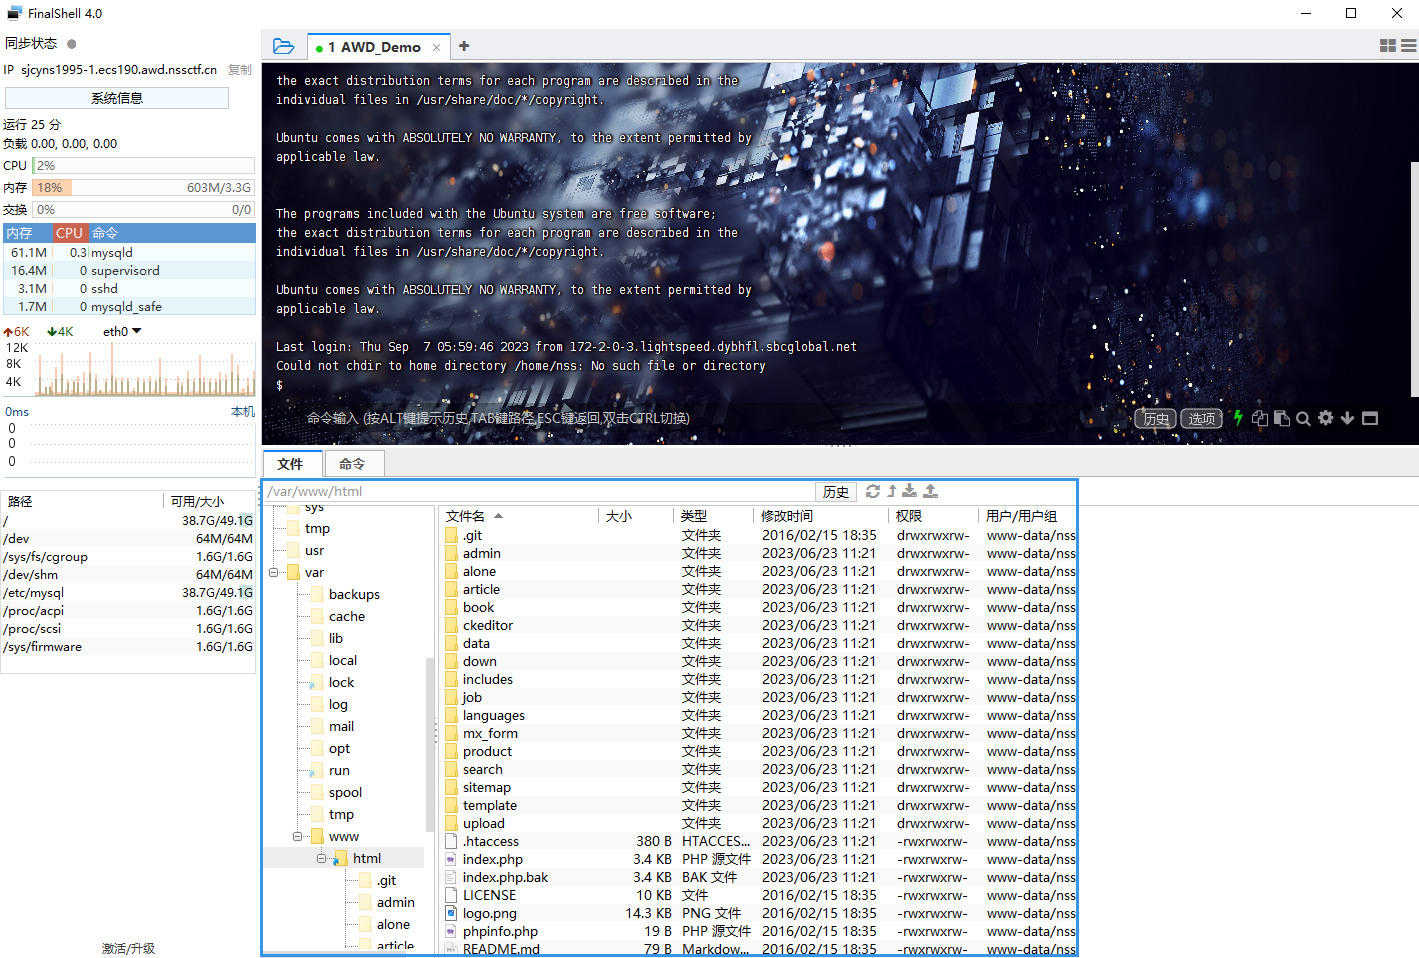 FinalShell 4.0
同步状态
IP sjcyns1995-1.ecs190.awd.nssctf.cn 复制
系统信息
运行 25 分
负载 0.00, 0.00, 0.00
CPU 2%
内存 18% 603M/3.3G
交换 0% 0/0
内存 CPU 命令
61.1M 0.3 mysqld
16.4M 0 supervisord
3.1M 0 sshd
1.7M 0 mysqld_safe
6K 4K eth0
12K
8K
4K
0ms 本机
0
0
0
路径 可用/大小
/ 38.7G/49.1G
/dev 64M/64M
/sys/fs/cgroup 1.6G/1.6G
/dev/shm 64M/64M
/etc/mysql 38.7G/49.1G
/proc/acpi 1.6G/1.6G
/proc/scsi 1.6G/1.6G
/sys/firmware 1.6G/1.6G
激活/升级
1 AWD_Demo
the exact distribution terms for each program are described in the
individual files in /usr/share/doc/*/copyright.
Ubuntu comes with ABSOLUTELY NO WARRANTY, to the extent permitted by
applicable law.
The programs included with the Ubuntu system are free software;
the exact distribution terms for each program are described in the
individual files in /usr/share/doc/*/copyright.
Ubuntu comes with ABSOLUTELY NO WARRANTY, to the extent permitted by
applicable law.
Last login: Thu Sep  7 05:59:46 2023 from 172-2-0-3.lightspeed.dybhfl.sbcglobal.net
Could not chdir to home directory /home/nss: No such file or directory
$
命令输入 (按ALT键提示历史,TAB键路径,ESC键返回,双击CTRL切换)
历史 选项
文件 命令
/var/www/html 历史
sys
tmp
usr
var
backups
cache
lib
local
lock
log
mail
opt
run
spool
tmp
www
html
.git
admin
alone
article
文件名 大小 类型 修改时间 权限 用户/用户组
.git 文件夹 2016/02/15 18:35 drwxrwxrw- www-data/nss
admin 文件夹 2023/06/23 11:21 drwxrwxrw- www-data/nss
alone 文件夹 2023/06/23 11:21 drwxrwxrw- www-data/nss
article 文件夹 2023/06/23 11:21 drwxrwxrw- www-data/nss
book 文件夹 2023/06/23 11:21 drwxrwxrw- www-data/nss
ckeditor 文件夹 2023/06/23 11:21 drwxrwxrw- www-data/nss
data 文件夹 2023/06/23 11:21 drwxrwxrw- www-data/nss
down 文件夹 2023/06/23 11:21 drwxrwxrw- www-data/nss
includes 文件夹 2023/06/23 11:21 drwxrwxrw- www-data/nss
job 文件夹 2023/06/23 11:21 drwxrwxrw- www-data/nss
languages 文件夹 2023/06/23 11:21 drwxrwxrw- www-data/nss
mx_form 文件夹 2023/06/23 11:21 drwxrwxrw- www-data/nss
product 文件夹 2023/06/23 11:21 drwxrwxrw- www-data/nss
search 文件夹 2023/06/23 11:21 drwxrwxrw- www-data/nss
sitemap 文件夹 2023/06/23 11:21 drwxrwxrw- www-data/nss
template 文件夹 2023/06/23 11:21 drwxrwxrw- www-data/nss
upload 文件夹 2023/06/23 11:21 drwxrwxrw- www-data/nss
.htaccess 380 B HTACCES... 2023/06/23 11:21 -rwxrwxrw- www-data/nss
index.php 3.4 KB PHP 源文件 2023/06/23 11:21 -rwxrwxrw- www-data/nss
index.php.bak 3.4 KB BAK 文件 2023/06/23 11:21 -rwxrwxrw- www-data/nss
LICENSE 10 KB 文件 2016/02/15 18:35 -rwxrwxrw- www-data/nss
logo.png 14.3 KB PNG 文件 2016/02/15 18:35 -rwxrwxrw- www-data/nss
phpinfo.php 19 B PHP 源文件 2016/02/15 18:35 -rwxrwxrw- www-data/nss
README.md 79 B Markdow... 2016/02/15 18:35 -rwxrwxrw- www-data/nss